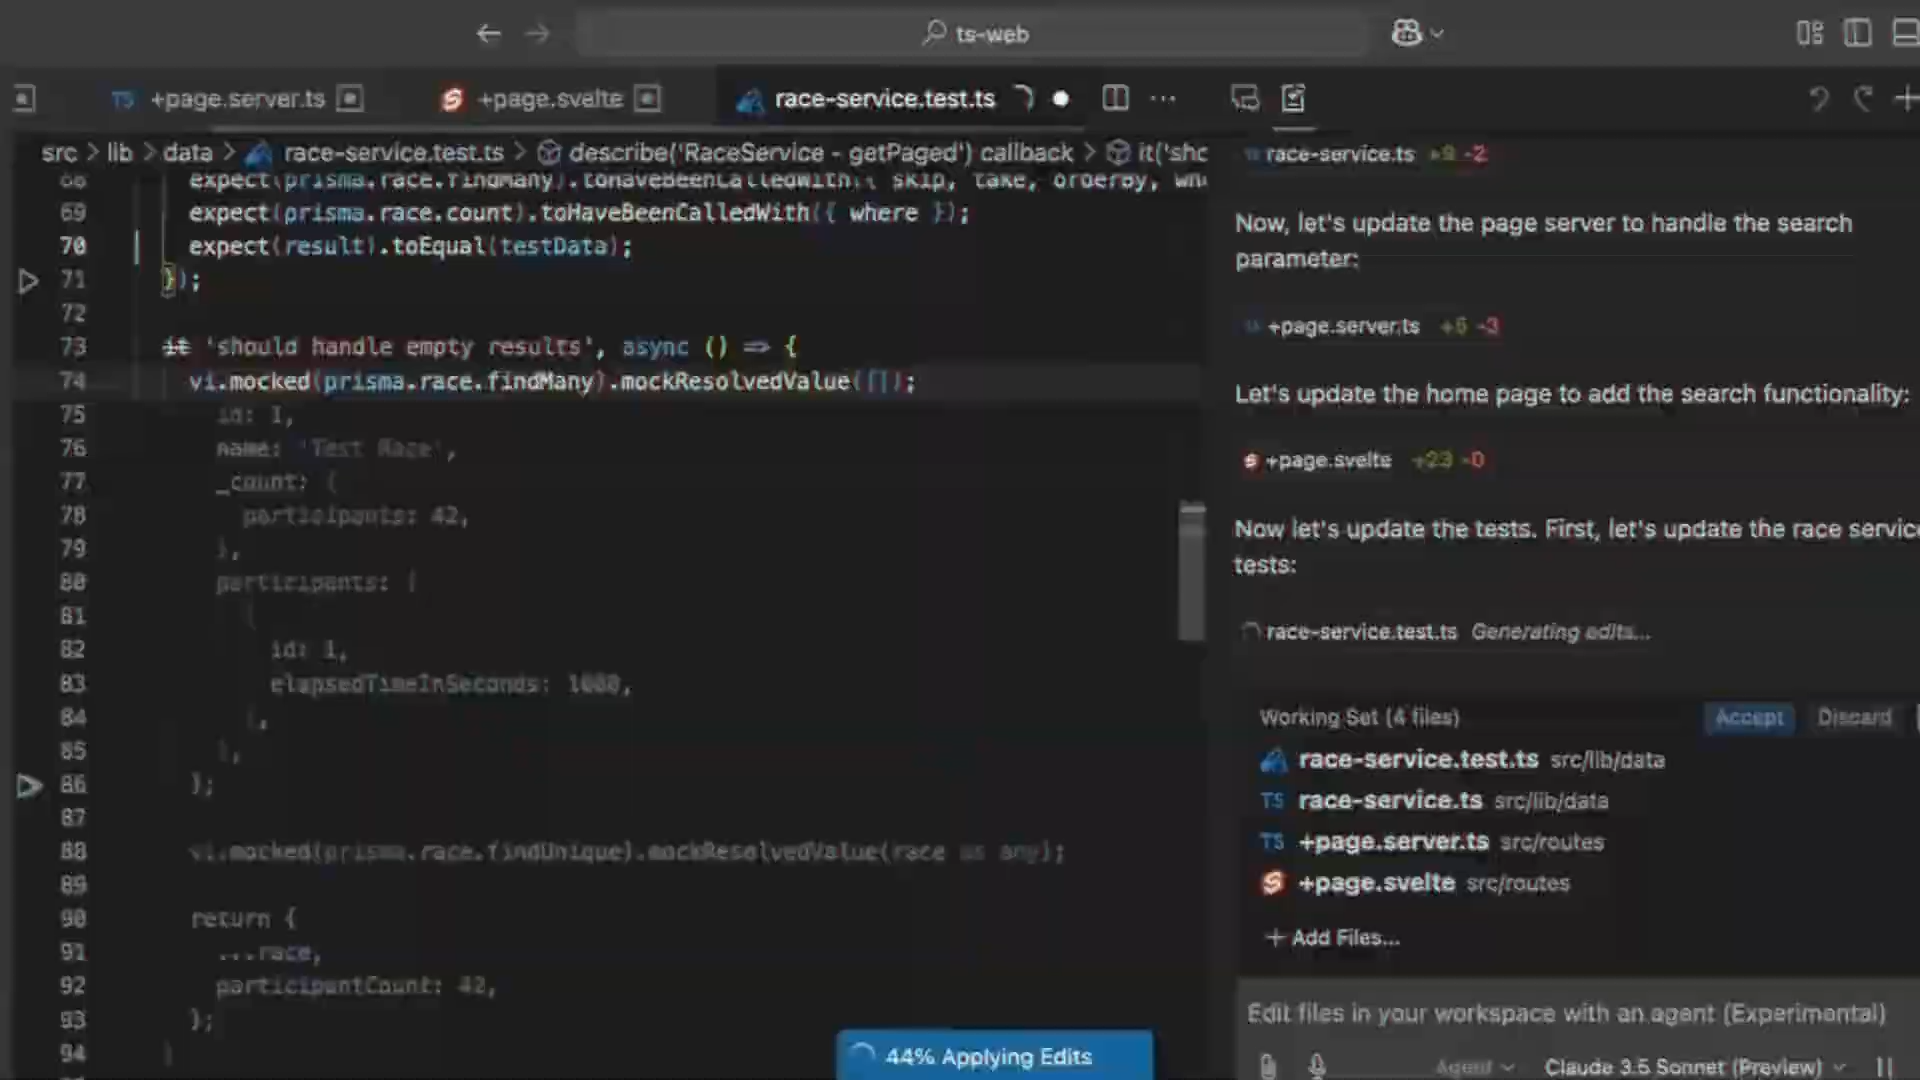 ts-web
TS +page.server.ts
+page.svelte
race-service.test.ts
src > lib > data > race-service.test.ts > describe('RaceService - getPaged') callback > it('shc
68 expect(prisma.race.findMany).toHaveBeenCalledWith({ skip, take, orderBy, whe
69 expect(prisma.race.count).toHaveBeenCalledWith({ where });
70 expect(result).toEqual(testData);
71 });
72
73 it 'should handle empty results', async () => {
74 vi.mocked(prisma.race.findMany).mockResolvedValue([]);
75 id: 1,
76 name: 'Test Race',
77 _count: {
78 participants: 42,
79 },
80 participants: [
81 {
82 id: 1,
83 elapsedTimeInSeconds: 1000,
84 },
85 ],
86 };
87
88 vi.mocked(prisma.race.findUnique).mockResolvedValue(race as any);
89
90 return {
91 ...race,
92 participantCount: 42,
93 };
94 }
44% Applying Edits
race-service.ts +9 -2
Now, let's update the page server to handle the search
parameter:
+page.server.ts +6 -3
Let's update the home page to add the search functionality:
+page.svelte +23 -0
Now let's update the tests. First, let's update the race service
tests:
race-service.test.ts Generating edits...
Working Set (4 files) Accept Discard
race-service.test.ts src/lib/data
TS race-service.ts src/lib/data
TS +page.server.ts src/routes
+page.svelte src/routes
+ Add Files...
Edit files in your workspace with an agent (Experimental)
Agent Claude 3.5 Sonnet (Preview)